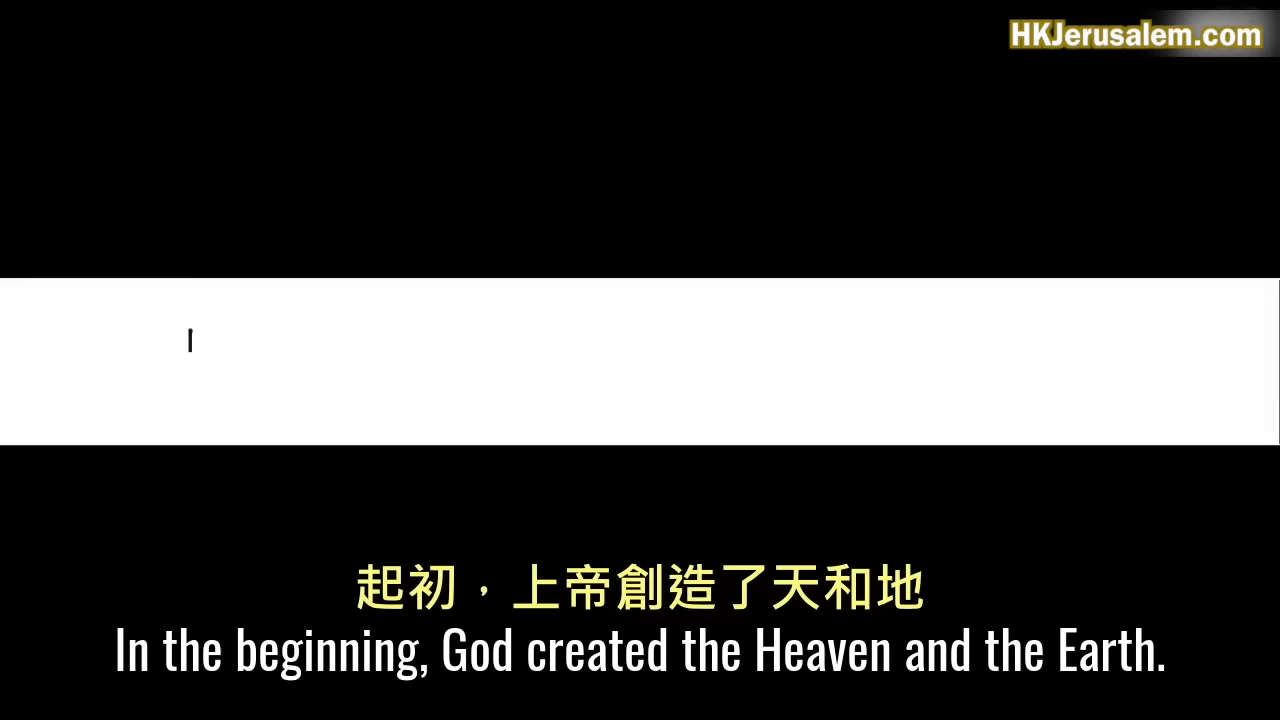 HKJerusalem.com
起初，上帝創造了天和地
In the beginning, God created the Heaven and the Earth.